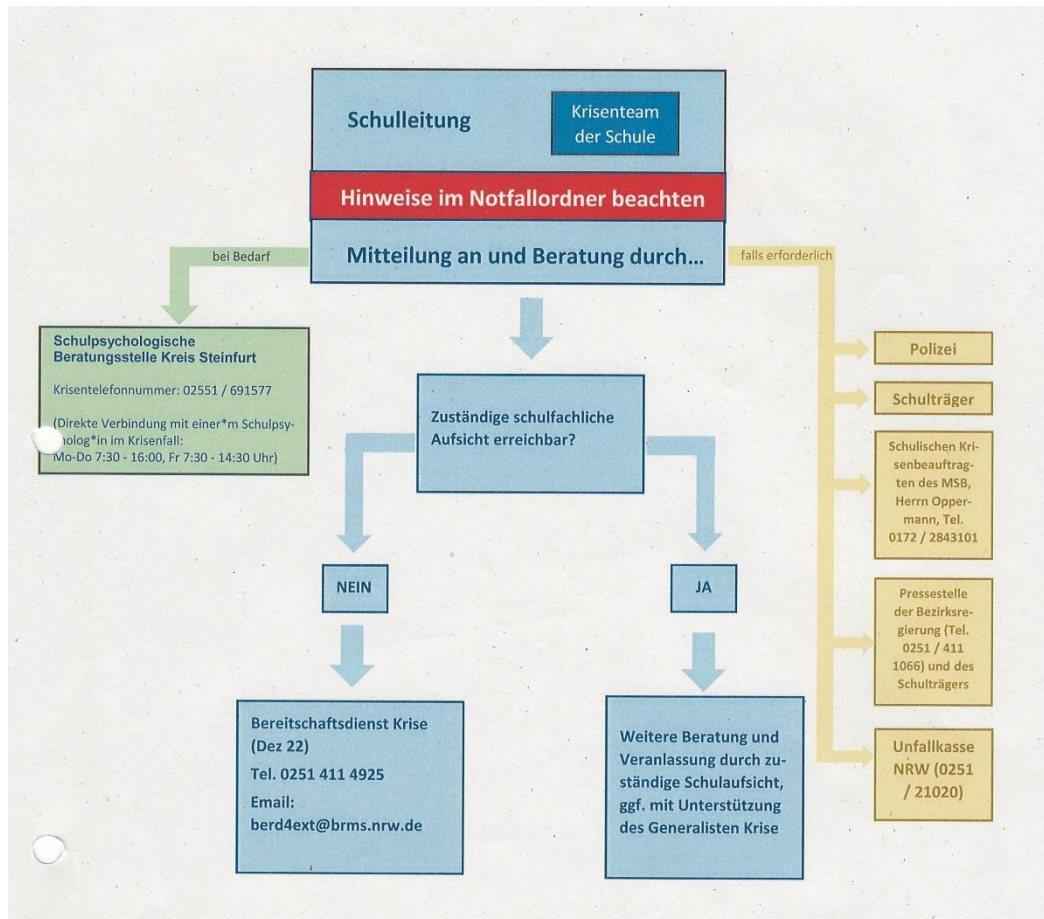 Schulleitung
Krisenteam
der Schule
Hinweise im Notfallordner beachten
Mitteilung an und Beratung durch...
bei Bedarf
falls erforderlich
Schulpsychologische
Beratungsstelle Kreis Steinfurt
Krisentelefonnummer: 02551 / 691577
(Direkte Verbindung mit einer*m Schulpsy-
holog*in im Krisenfall:
Mo-Do 7:30 - 16:00, Fr 7:30 - 14:30 Uhr)
Zuständige schulfachliche
Aufsicht erreichbar?
NEIN
JA
Bereitschaftsdienst Krise
(Dez 22)
Tel. 0251 411 4925
Email:
berd4ext@brms.nrw.de
Weitere Beratung und
Veranlassung durch zu-
ständige Schulaufsicht,
ggf. mit Unterstützung
des Generalisten Krise
Polizei
Schulträger
Schulischen Kri-
senbeauftrag-
ten des MSB,
Herrn Opper-
mann, Tel.
0172 / 2843101
Pressestelle
der Bezirksre-
gierung (Tel.
0251 / 411
1066) und des
Schulträgers
Unfallkasse
NRW (0251
/ 21020)